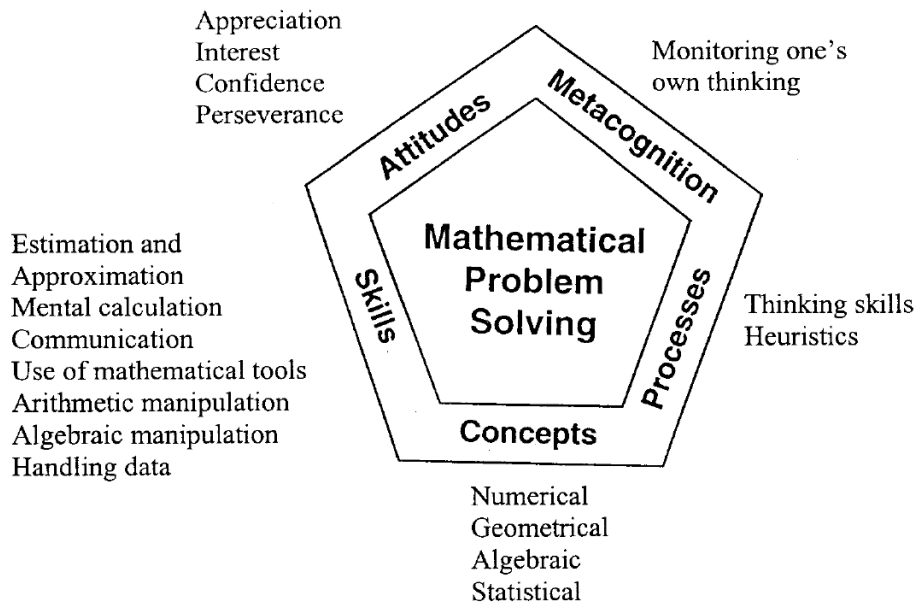 Appreciation
Interest
Confidence
Perseverance
Monitoring one's
own thinking
Attitudes
Metacognition
Mathematical
Problem
Solving
Estimation and
Approximation
Mental calculation
Communication
Use of mathematical tools
Arithmetic manipulation
Algebraic manipulation
Handling data
Skills
Processes
Thinking skills
Heuristics
Concepts
Numerical
Geometrical
Algebraic
Statistical